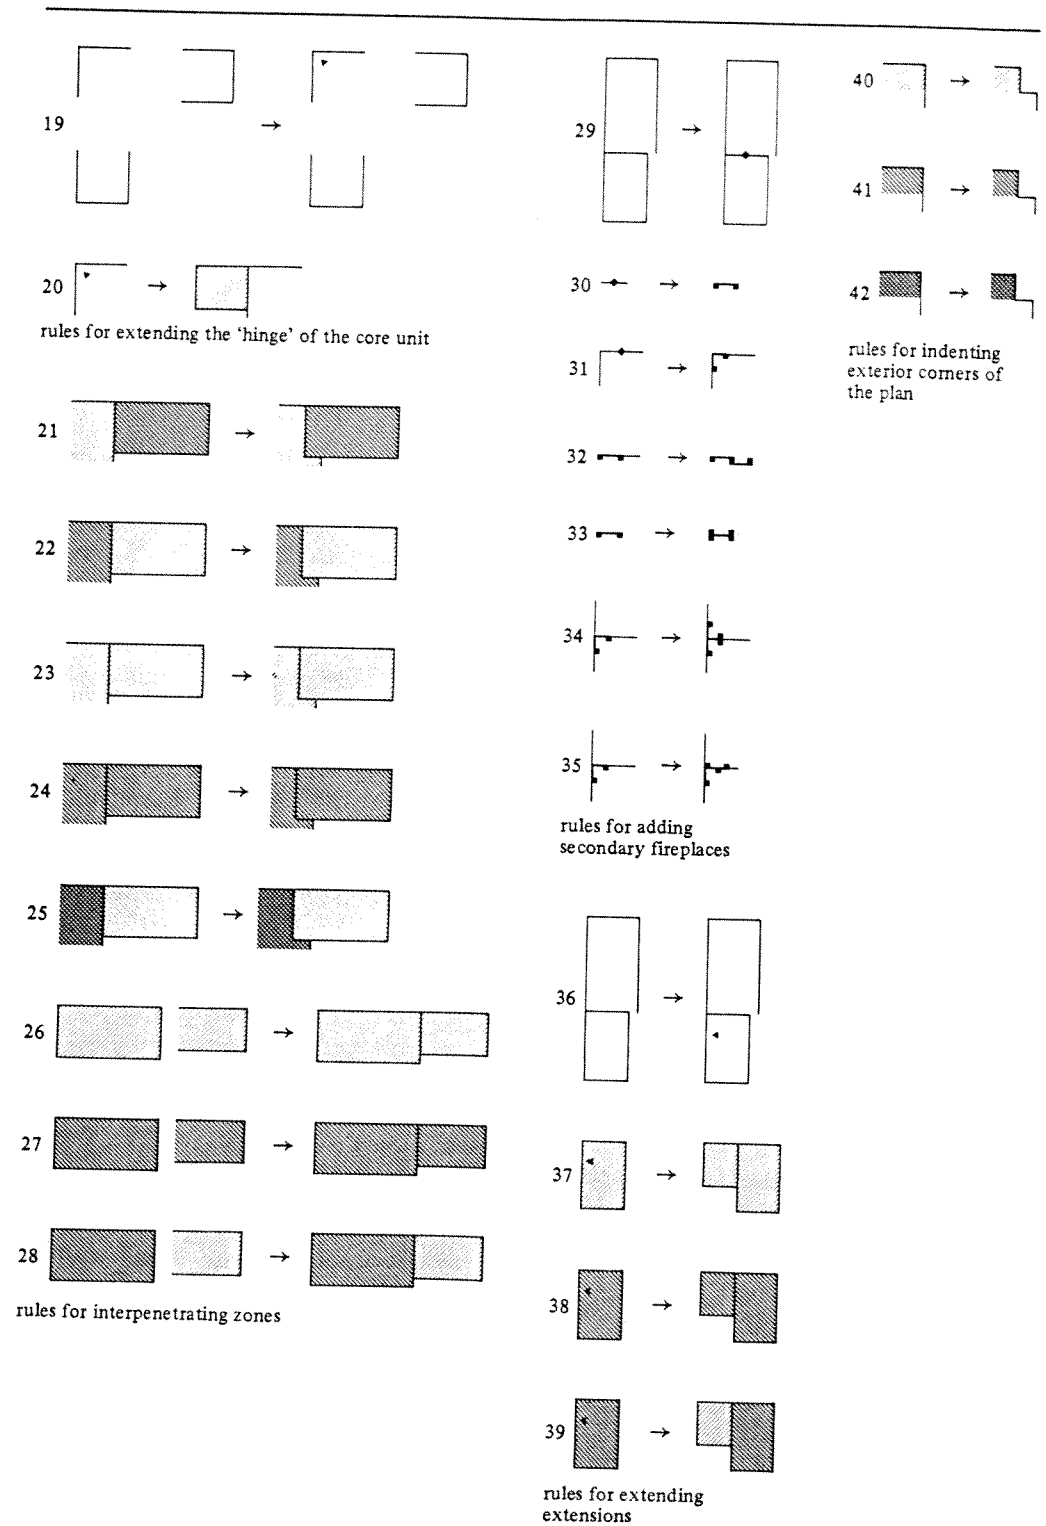 19
20
rules for extending the ‘hinge’ of the core unit
21
22
23
24
25
26
27
28
rules for interpenetrating zones
29
30
31
32
33
34
35
rules for adding
secondary fireplaces
36
37
38
39
rules for extending
extensions
40
41
42
rules for indenting
exterior corners of
the plan